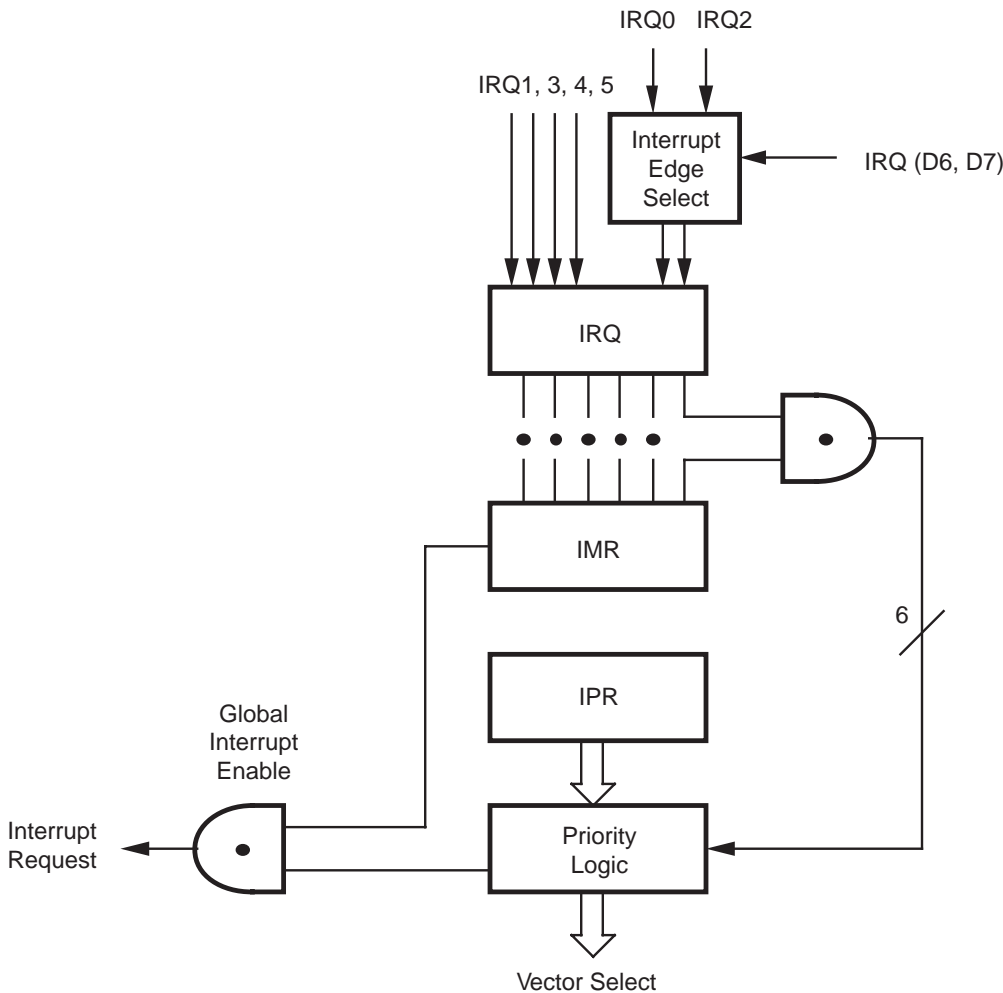 IRQ0 IRQ2
IRQ1, 3, 4, 5
Interrupt
Edge
Select
IRQ (D6, D7)
IRQ
IMR
6
IPR
Global
Interrupt
Enable
Interrupt
Request
Priority
Logic
Vector Select